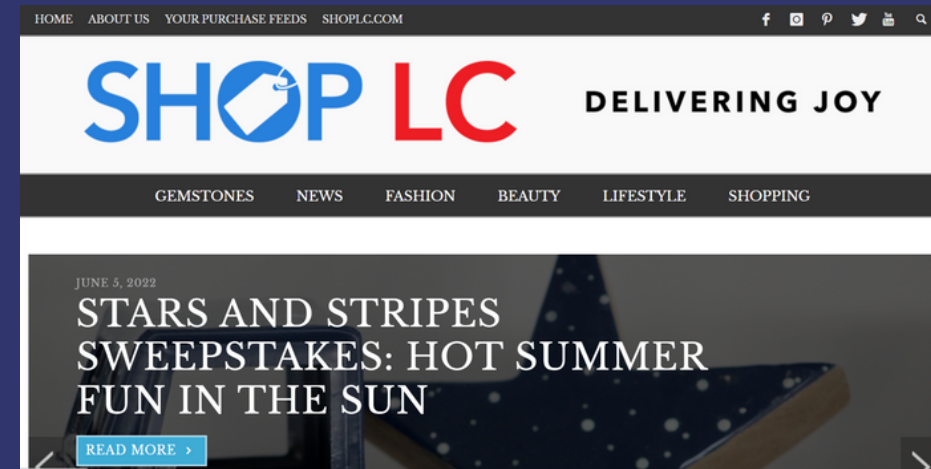 HOME ABOUT US YOUR PURCHASE FEEDS SHOPLC.COM
SHOP LC DELIVERING JOY
GEMSTONES NEWS FASHION BEAUTY LIFESTYLE SHOPPING
JUNE 5, 2022
STARS AND STRIPES
SWEEPSTAKES: HOT SUMMER
FUN IN THE SUN
READ MORE >